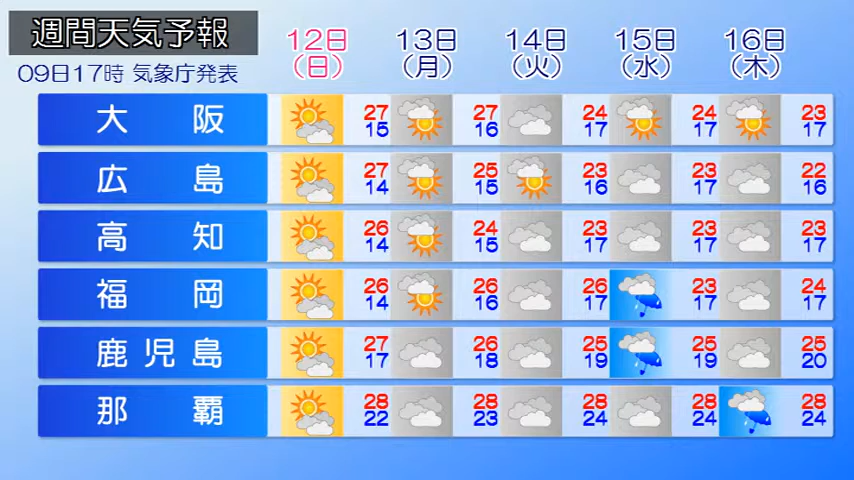 週間天気予報
09日17時 気象庁発表
12日 13日 14日 15日 16日
(日) (月) (火) (水) (木)
大阪 27 27 24 24 23
15 16 17 17 17
広島 27 25 23 23 22
14 15 16 17 16
高知 26 24 23 23 23
14 15 17 17 17
福岡 26 26 26 23 24
14 16 17 17 17
鹿児島 27 26 25 25 25
17 18 19 19 20
那覇 28 28 28 28 28
22 23 24 24 24